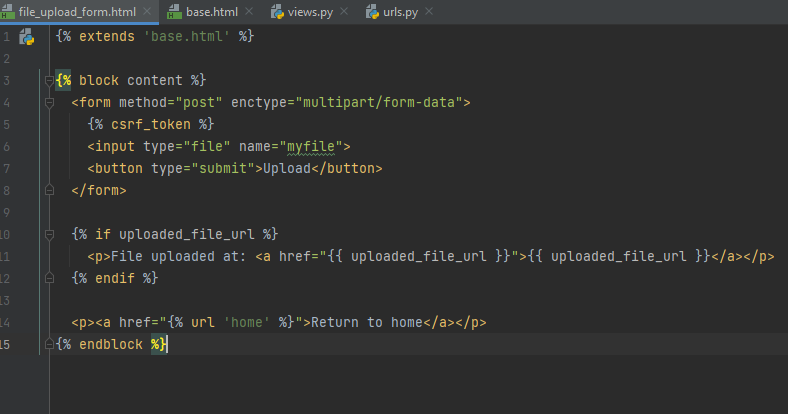 file_upload_form.html base.html views.py urls.py
1 {% extends 'base.html' %}
2
3 {% block content %}
4 <form method="post" enctype="multipart/form-data">
5 {% csrf_token %}
6 <input type="file" name="myfile">
7 <button type="submit">Upload</button>
8 </form>
9
10 {% if uploaded_file_url %}
11 <p>File uploaded at: <a href="{{ uploaded_file_url }}">{{ uploaded_file_url }}</a></p>
12 {% endif %}
13
14 <p><a href="{% url 'home' %}">Return to home</a></p>
15 {% endblock %}